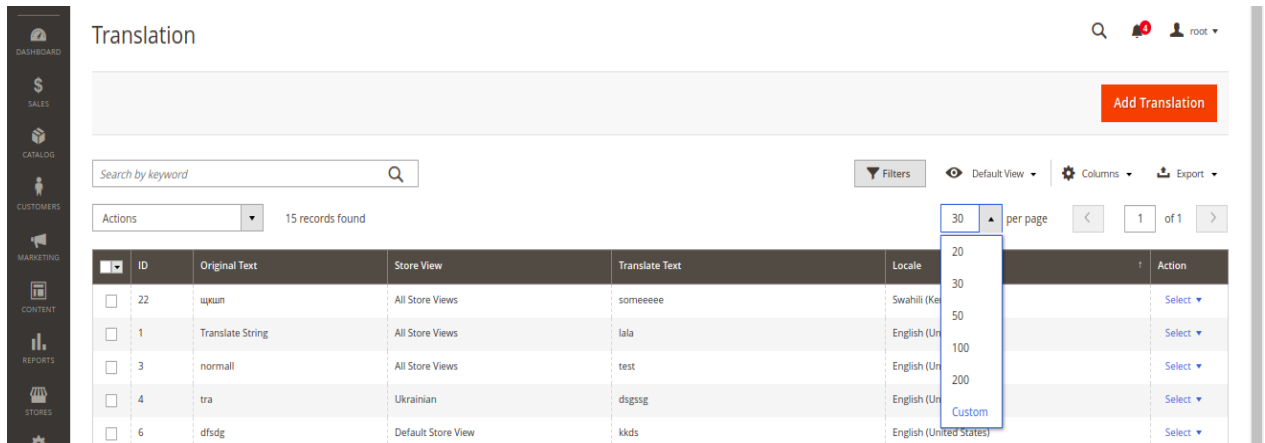 Translation
4
root
DASHBOARD
SALES
CATALOG
CUSTOMERS
MARKETING
CONTENT
REPORTS
STORES
Add Translation
Search by keyword
Filters
Default View
Columns
Export
Actions
15 records found
30
per page
1
of 1
20
30
50
100
200
Custom
ID Original Text Store View Translate Text Locale ↑ Action
22 щкшп All Store Views someeeee Swahili (Ke Select
1 Translate String All Store Views lala English (Un Select
3 normall All Store Views test English (Un Select
4 tra Ukrainian dsgssg English (Un Select
6 dfsdg Default Store View kkds English (United States) Select